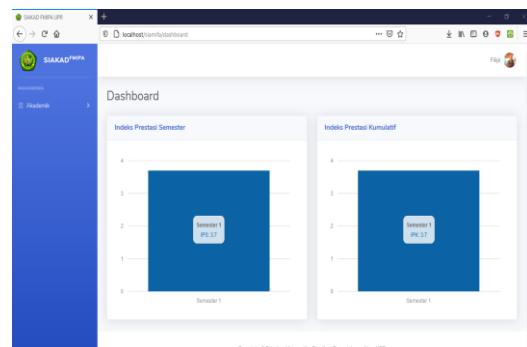 SIAKAD FMIPA UPR
localhost/siamifa/dashboard
SIAKAD FMIPA
Akademik
Dashboard
Indeks Prestasi Semester
4
3
2
1
0
Semester 1
IPS: 3.7
Semester 1
Indeks Prestasi Kumulatif
4
3
2
1
0
Semester 1
IPK: 3.7
Semester 1